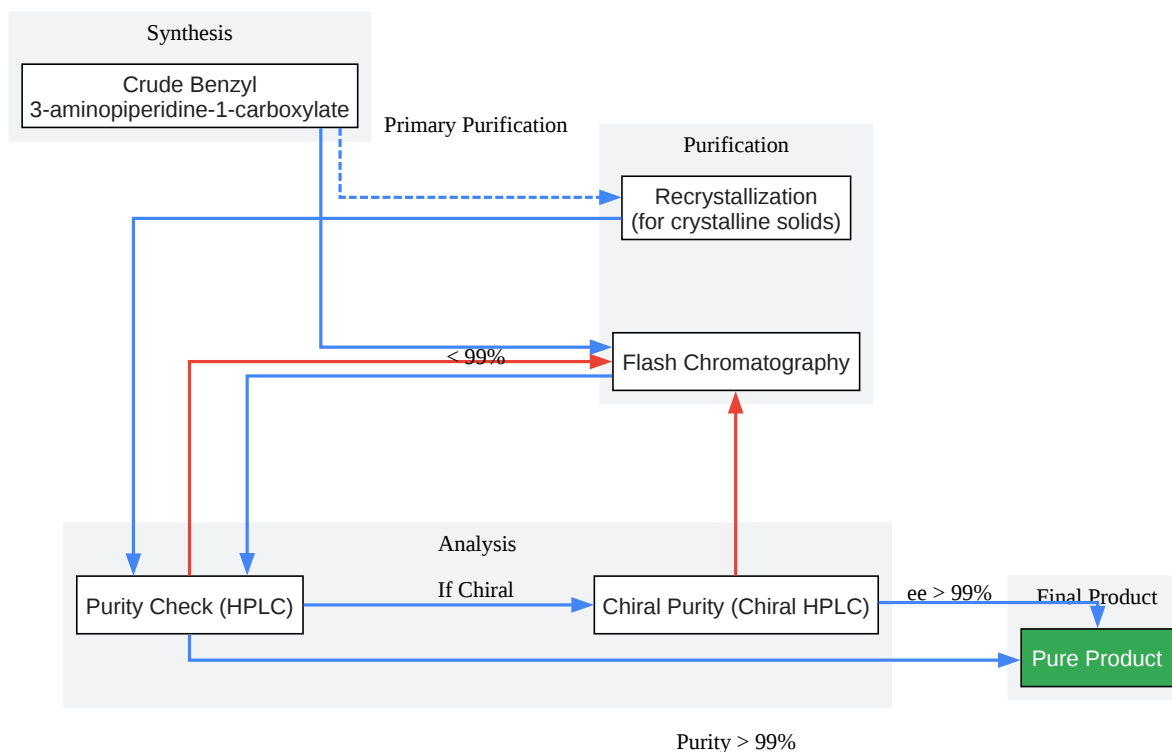 Synthesis
Crude Benzyl
3-aminopiperidine-1-carboxylate
Primary Purification
Purification
Recrystallization
(for crystalline solids)
< 99%
Flash Chromatography
Analysis
If Chiral
Purity Check (HPLC)
Chiral Purity (Chiral HPLC)
ee > 99%
Final Product
Pure Product
Purity > 99%